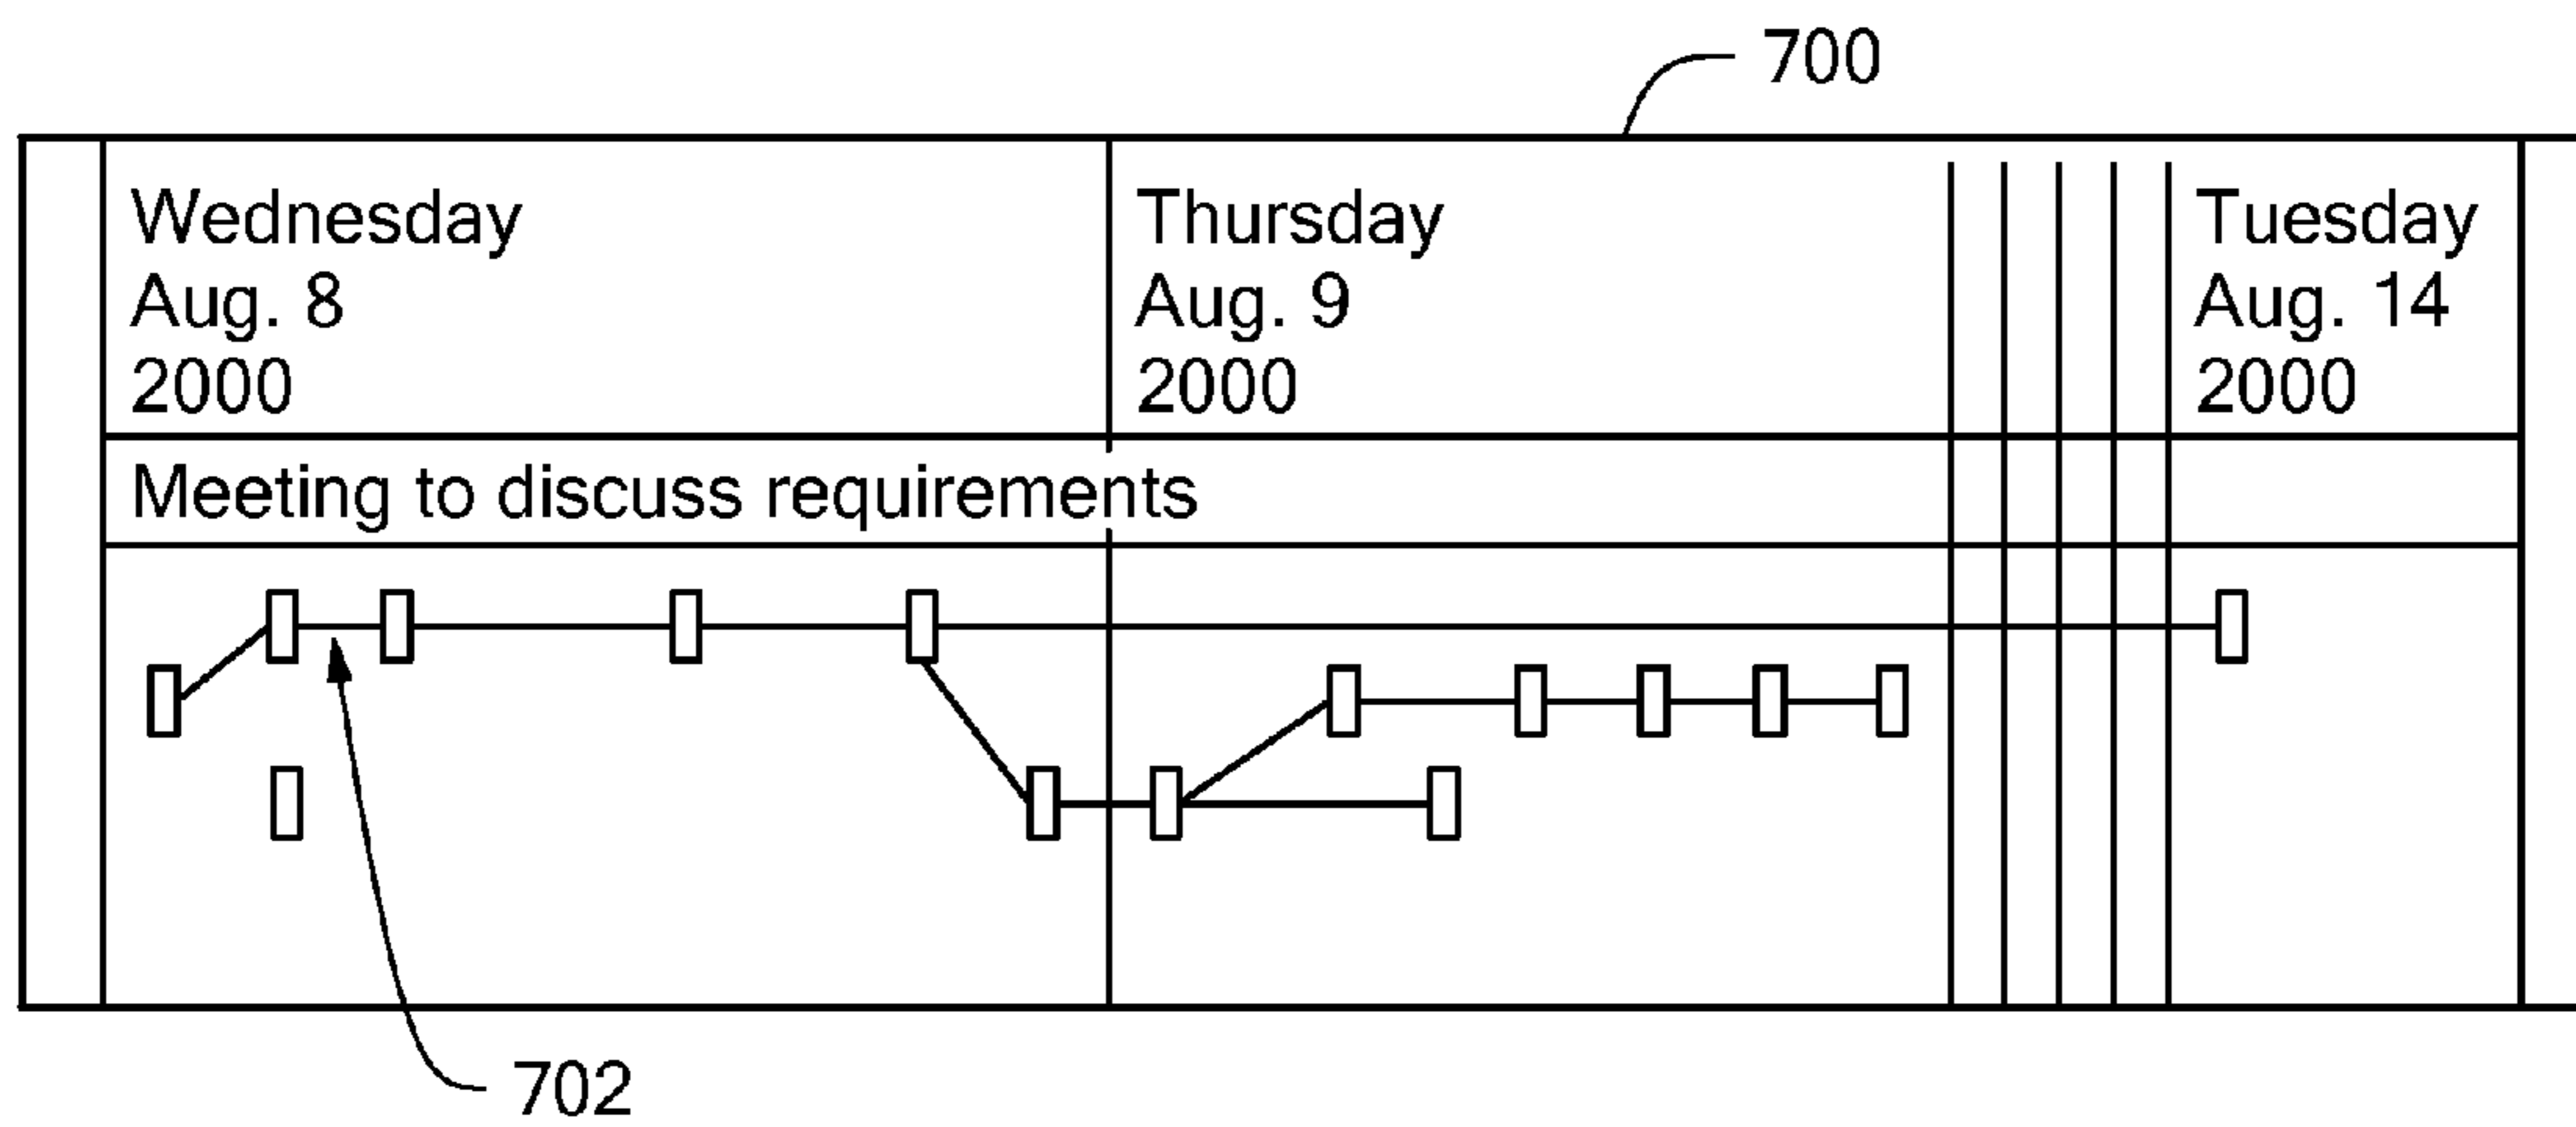 700
Wednesday
Aug. 8
2000
Thursday
Aug. 9
2000
Tuesday
Aug. 14
2000
Meeting to discuss requirements
702